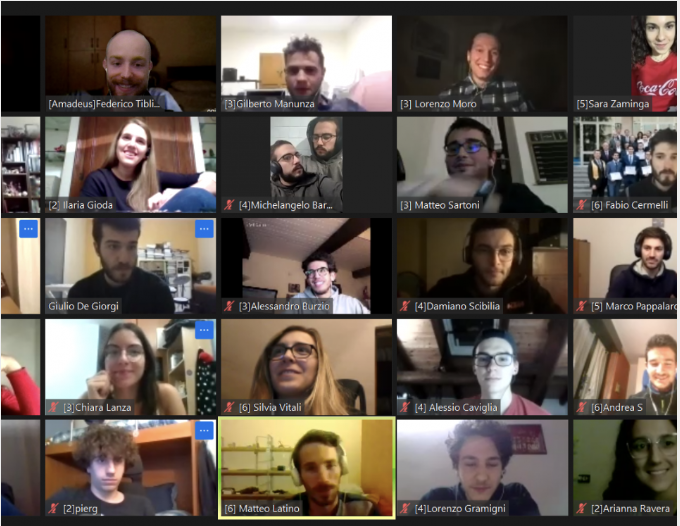 [Amadeus]Federico Tibli...
[3]Gilberto Manunza
[3] Lorenzo Moro
[5]Sara Zaminga
Coca-Co
[2] Ilaria Gioda
[4]Michelangelo Bar...
[3] Matteo Sartoni
[6] Fabio Cermelli
Giulio De Giorgi
[3]Alessandro Burzio
[4]Damiano Scibilia
[5] Marco Pappalard
[3]Chiara Lanza
[6] Silvia Vitali
[4] Alessio Caviglia
[6]Andrea S
[2]pierg
[6] Matteo Latino
[4]Lorenzo Gramigni
[2]Arianna Ravera